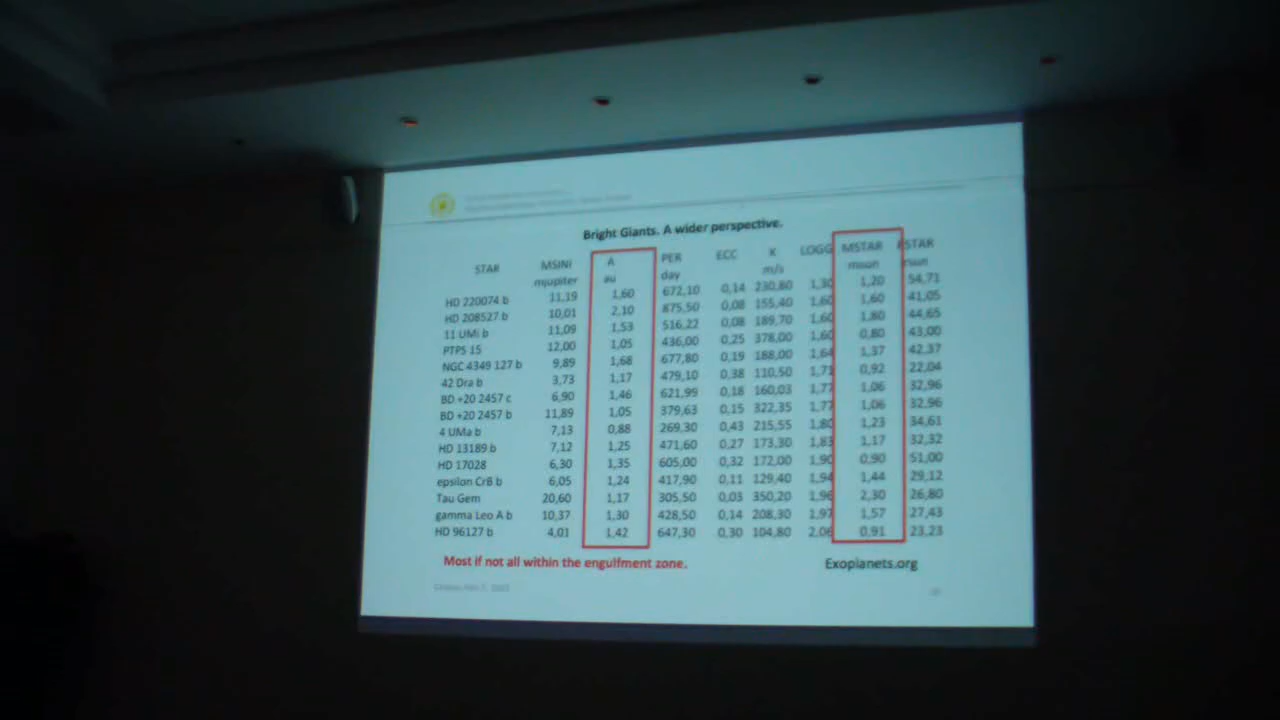 Bright Giants. A wider perspective.
STAR MSINI A PER ECC K LOGG MSTAR RSTAR
mjupiter au day m/s msun rsun
HD 220074 b 11,19 1,60 672,10 0,14 230,80 1,30 1,20 54,71
HD 208527 b 10,01 2,10 875,50 0,08 155,40 1,60 1,60 41,05
11 UMi b 11,09 1,53 516,22 0,08 189,70 1,60 1,80 44,65
PTPS 15 12,00 1,05 436,00 0,25 378,00 1,60 0,80 43,00
NGC 4349 127 b 9,89 1,68 677,80 0,19 188,00 1,64 1,37 42,37
42 Dra b 3,73 1,17 479,10 0,38 110,50 1,71 0,92 22,04
BD +20 2457 c 6,90 1,46 621,99 0,18 160,03 1,77 1,06 32,96
BD +20 2457 b 11,89 1,05 379,63 0,15 322,35 1,77 1,06 32,96
4 UMa b 7,13 0,88 269,30 0,43 215,55 1,80 1,23 34,61
HD 13189 b 7,12 1,25 471,60 0,27 173,30 1,83 1,17 32,32
HD 17028 6,30 1,35 605,00 0,32 172,00 1,90 0,90 51,00
epsilon CrB b 6,05 1,24 417,90 0,11 129,40 1,94 1,44 29,12
Tau Gem 20,60 1,17 305,50 0,03 350,20 1,96 2,30 26,80
gamma Leo A b 10,37 1,30 428,50 0,14 208,30 1,97 1,57 27,43
HD 96127 b 4,01 1,42 647,30 0,30 104,80 2,06 0,91 23,23
Most if not all within the engulfment zone.
Exoplanets.org